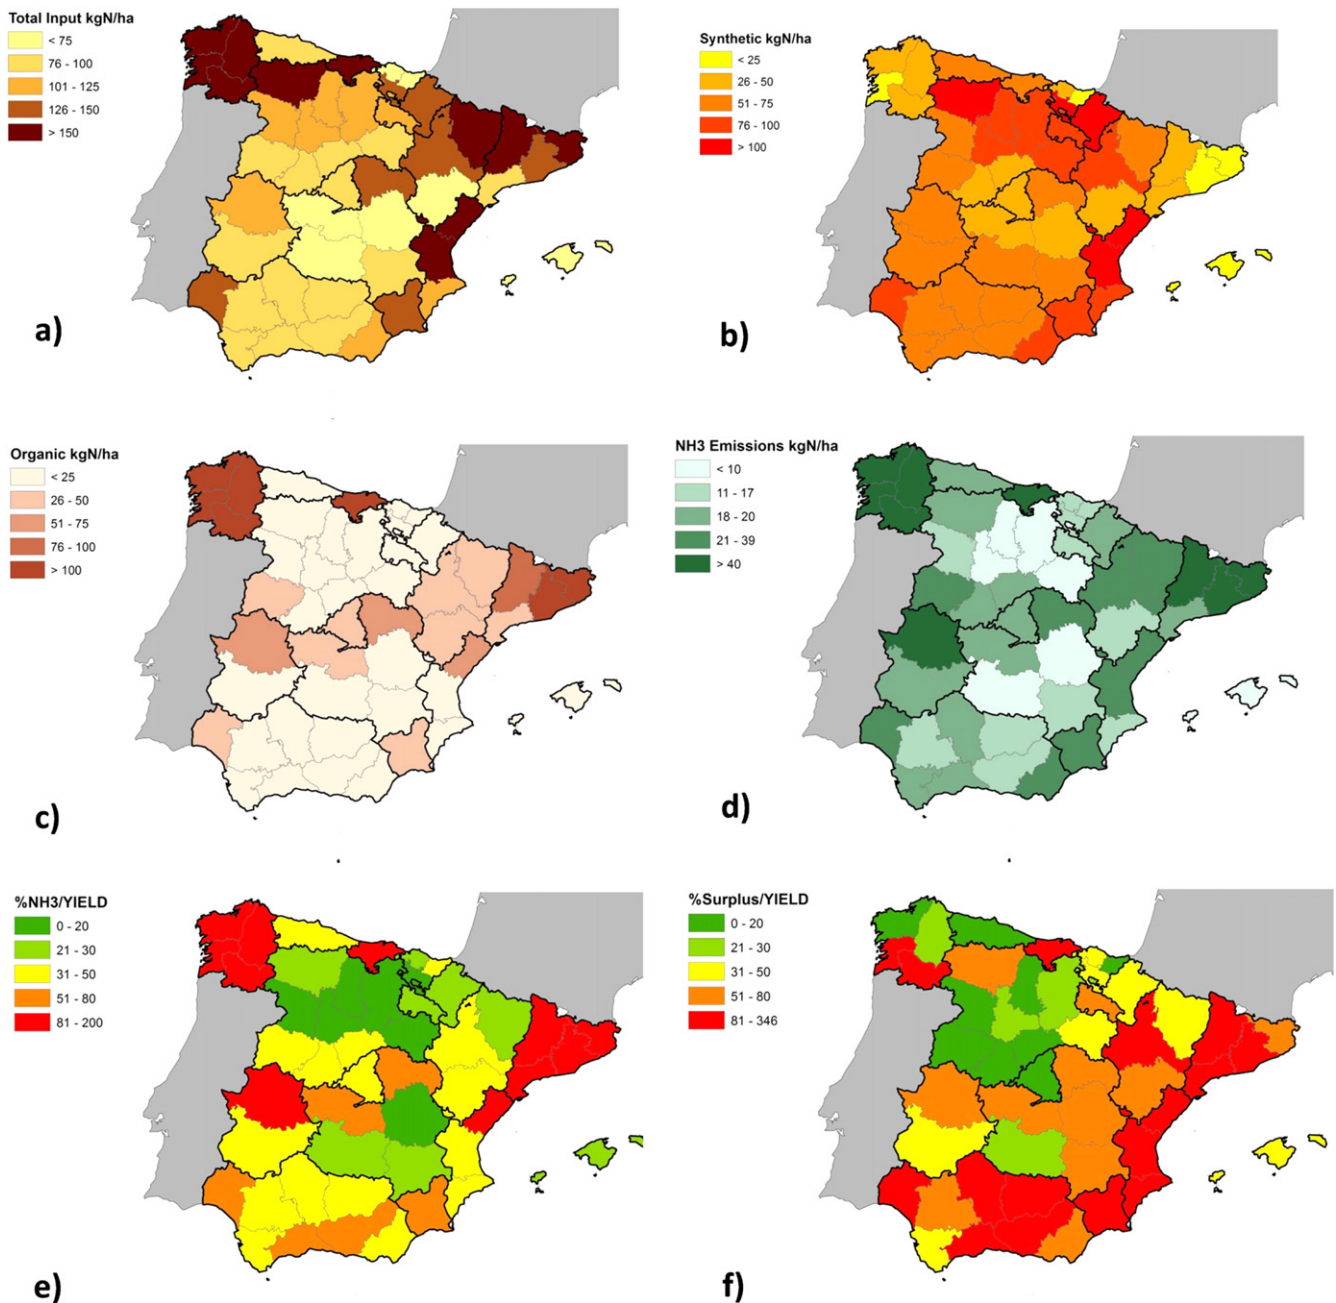 Total Input kgN/ha
< 75
76 - 100
101 - 125
126 - 150
> 150
a)
Synthetic kgN/ha
< 25
26 - 50
51 - 75
76 - 100
> 100
b)
Organic kgN/ha
< 25
26 - 50
51 - 75
76 - 100
> 100
c)
NH3 Emissions kgN/ha
< 10
11 - 17
18 - 20
21 - 39
> 40
d)
%NH3/YIELD
0 - 20
21 - 30
31 - 50
51 - 80
81 - 200
e)
%Surplus/YIELD
0 - 20
21 - 30
31 - 50
51 - 80
81 - 346
f)